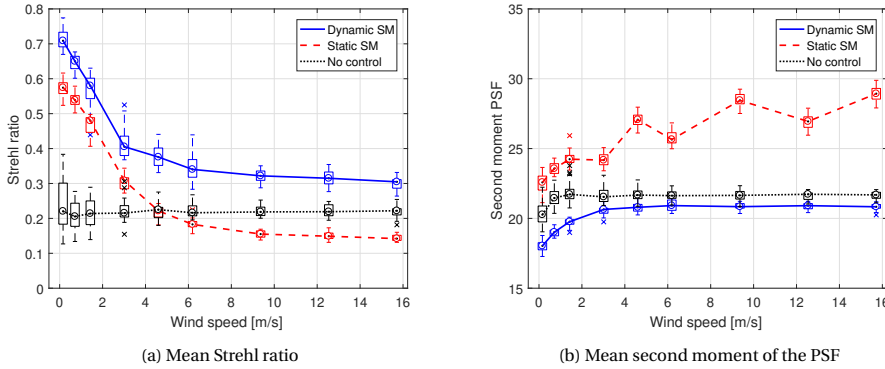 0.8
0.7
0.6
0.5
0.4
0.3
0.2
0.1
0
Strehl ratio
0 2 4 6 8 10 12 14 16
Wind speed [m/s]
Dynamic SM
Static SM
No control
(a) Mean Strehl ratio
35
30
25
20
15
Second moment PSF
0 2 4 6 8 10 12 14 16
Wind speed [m/s]
Dynamic SM
Static SM
No control
(b) Mean second moment of the PSF